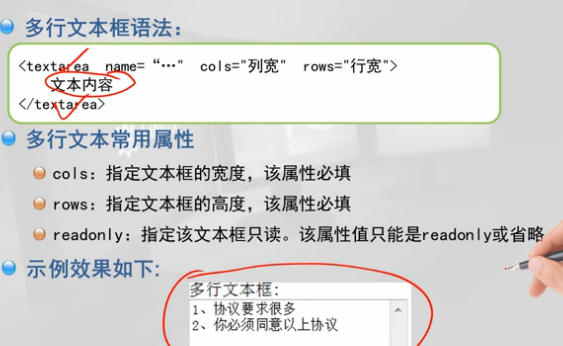 多行文本框语法：
<textarea name="…" cols="列宽" rows="行宽">
文本内容
</textarea>
多行文本常用属性
cols：指定文本框的宽度，该属性必填
rows：指定文本框的高度，该属性必填
readonly：指定该文本框只读。该属性值只能是readonly或省略
示例效果如下：
多行文本框：
1、协议要求很多
2、你必须同意以上协议